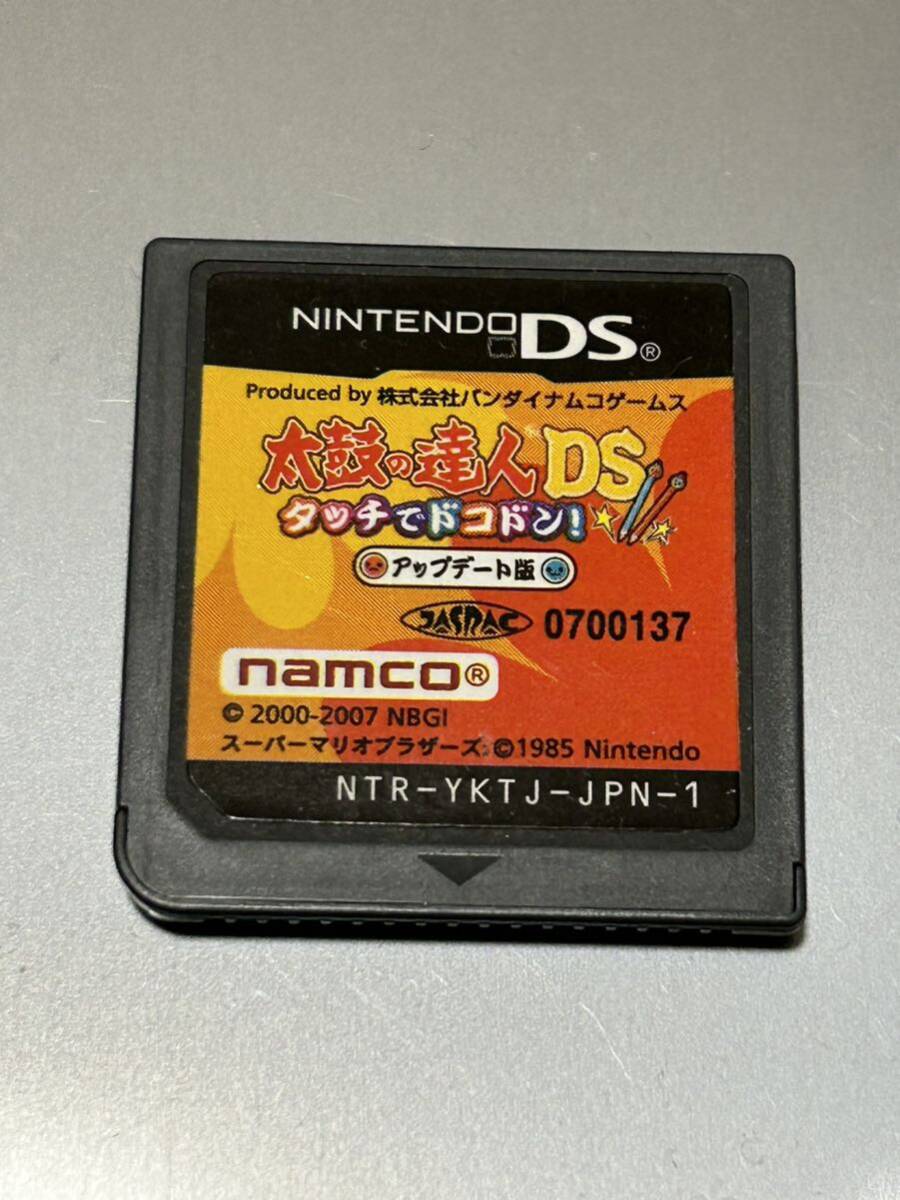 NINTENDO DS®
Produced by 株式会社バンダイナムコゲームス
太鼓の達人DS
タッチでドコドン!
アップデート版
JASRAC 0700137
namco®
© 2000-2007 NBGI
スーパーマリオブラザーズ:©1985 Nintendo
NTR-YKTJ-JPN-1